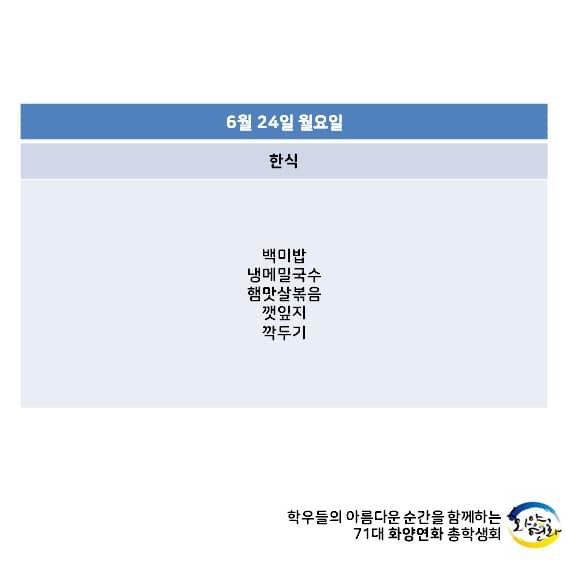 6월 24일 월요일
한식
백미밥
냉메밀국수
햄맛살볶음
깻잎지
깍두기
학우들의 아름다운 순간을 함께하는
71대 화양연화 총학생회
화양
연화